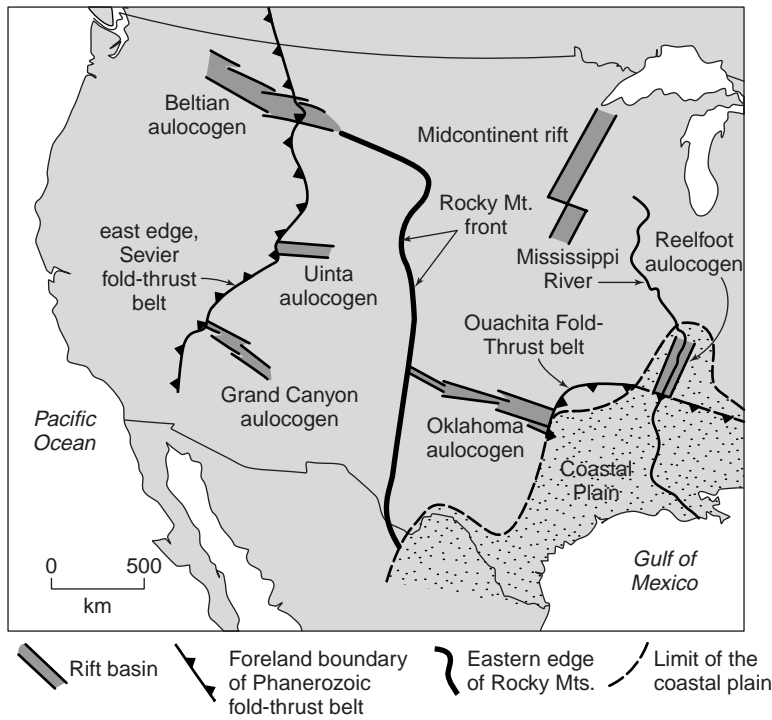 Beltian
aulocogen
Midcontinent rift
Rocky Mt.
front
east edge,
Sevier
fold-thrust
belt
Uinta
aulocogen
Mississippi
River
Reelfoot
aulocogen
Ouachita Fold-
Thrust belt
Grand Canyon
aulocogen
Oklahoma
aulocogen
Pacific
Ocean
Coastal
Plain
Gulf of
Mexico
0 500
km
Rift basin
Foreland boundary
of Phanerozoic
fold-thrust belt
Eastern edge
of Rocky Mts.
Limit of the
coastal plain